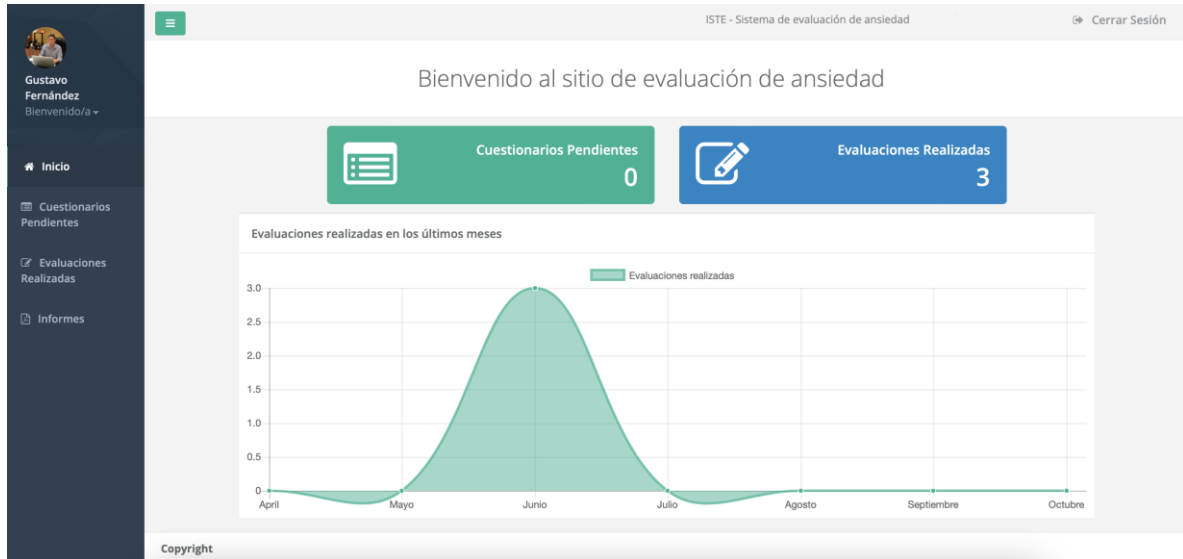 Gustavo
Fernández
Bienvenido/a
Inicio
Cuestionarios
Pendientes
Evaluaciones
Realizadas
Informes
ISTE - Sistema de evaluación de ansiedad
Cerrar Sesión
Bienvenido al sitio de evaluación de ansiedad
Cuestionarios Pendientes
0
Evaluaciones Realizadas
3
Evaluaciones realizadas en los últimos meses
Evaluaciones realizadas
3.0
2.5
2.0
1.5
1.0
0.5
0
April Mayo Junio Julio Agosto Septiembre Octubre
Copyright